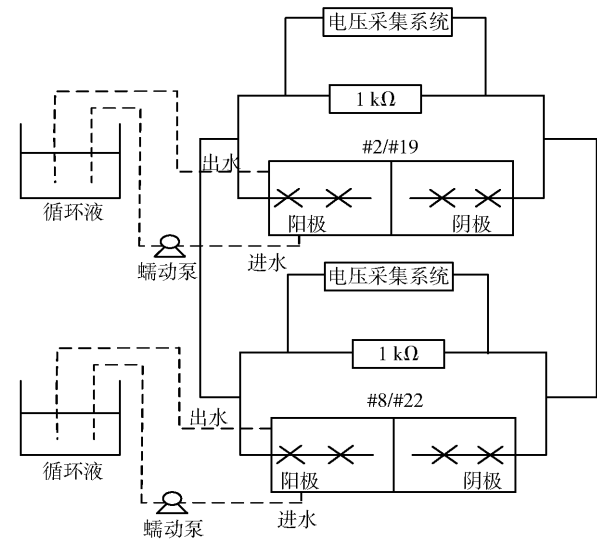 电压采集系统
1 kΩ
#2/#19
出水
循环液
阳极
阴极
进水
蠕动泵
电压采集系统
1 kΩ
#8/#22
出水
循环液
阳极
阴极
进水
蠕动泵